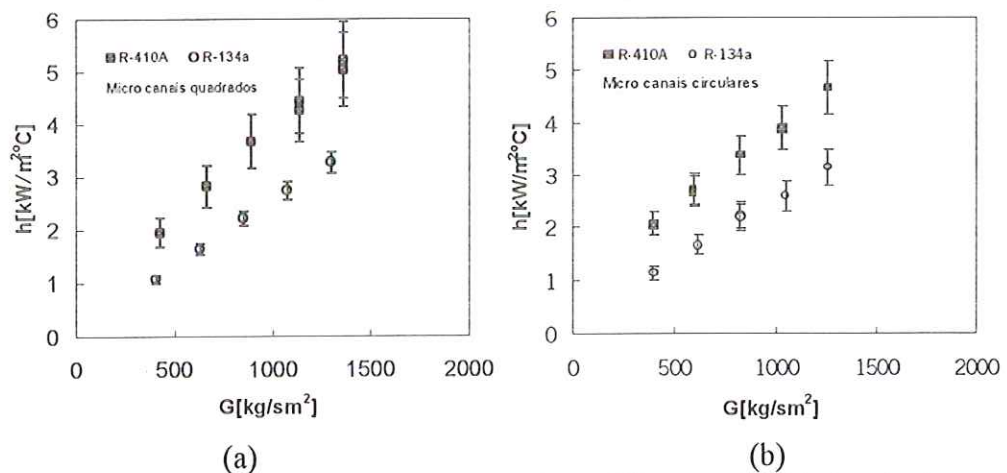 6
5
4
3
2
1
0
h[kW/m²°C]
R-410A R-134a
Micro canais quadrados
0 500 1000 1500 2000
G[kg/sm²]
(a)
6
5
4
3
2
1
0
h[kW/m²°C]
R-410A R-134a
Micro canais circulares
0 500 1000 1500 2000
G[kg/sm²]
(b)